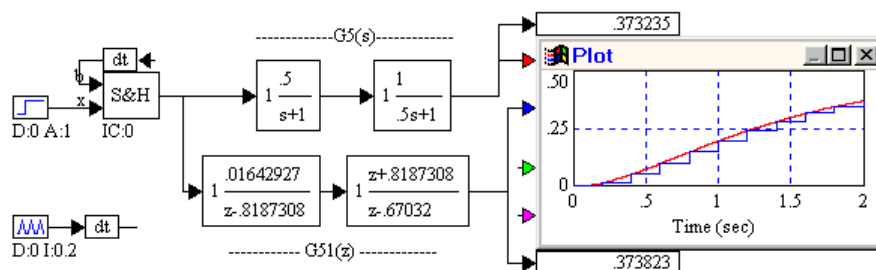 ------------------G5(s)------------------
.373235
dt
b
S&H
x
D:0 A:1
IC:0
1 .5
s+1
1 1
.5s+1
Plot
.50
.25
0
0 .5 1 1.5 2
Time (sec)
1 .01642927
z-.8187308
1 z+.8187308
z-.67032
D:0 I:0.2
dt
------------------G51(z) --------------
.373823